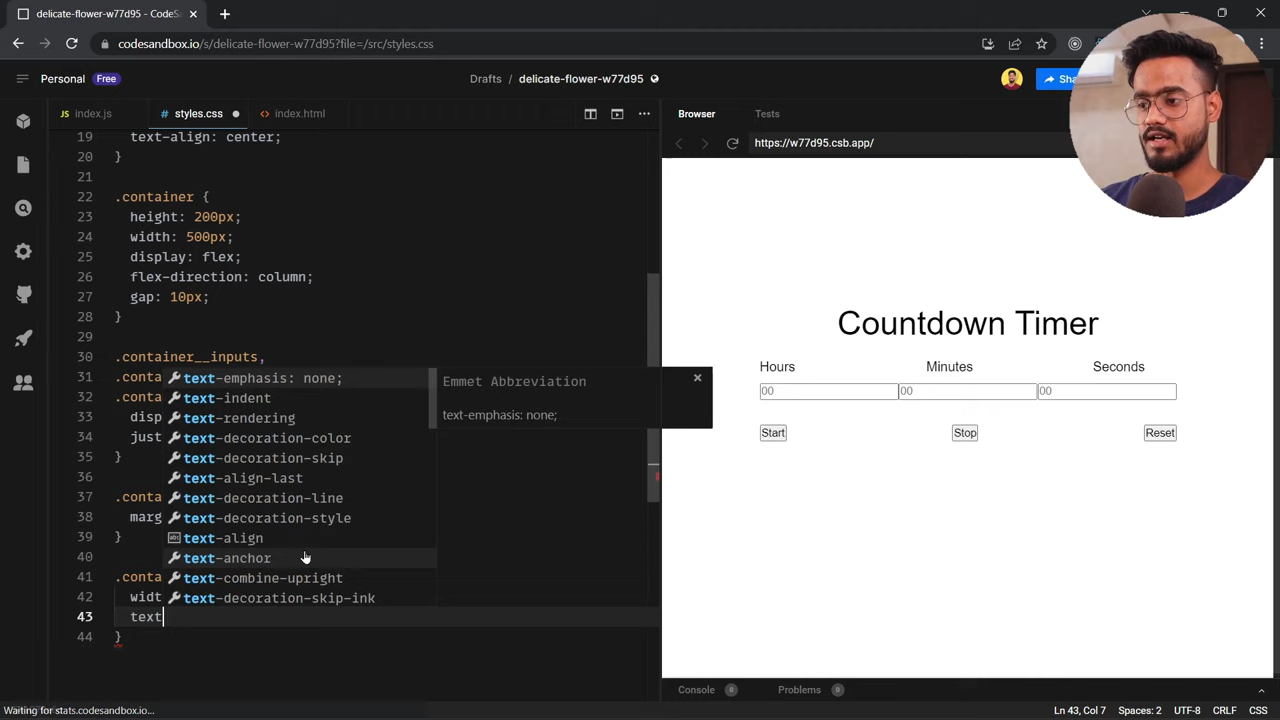 delicate-flower-w77d95 - CodeS
codesandbox.io/s/delicate-flower-w77d95?file=/src/styles.css
Personal Free
Drafts / delicate-flower-w77d95
Sha
JS index.js
# styles.css
<> index.html
Browser
Tests
https://w77d95.csb.app/
19 text-align: center;
20 }
21
22 .container {
23 height: 200px;
24 width: 500px;
25 display: flex;
26 flex-direction: column;
27 gap: 10px;
28 }
29
30 .container__inputs,
31 .conta
32 .conta
33 disp
34 just
35 }
36
37 .conta
38 marg
39 }
40
41 .conta
42 widt
43 text
44 }
text-emphasis: none;
text-indent
text-rendering
text-decoration-color
text-decoration-skip
text-align-last
text-decoration-line
text-decoration-style
text-align
text-anchor
text-combine-upright
text-decoration-skip-ink
Emmet Abbreviation
text-emphasis: none;
Countdown Timer
Hours Minutes Seconds
00 00 00
Start Stop Reset
Console 0 Problems 0
Waiting for stats.codesandbox.io...
Ln 43, Col 7 Spaces: 2 UTF-8 CRLF CSS